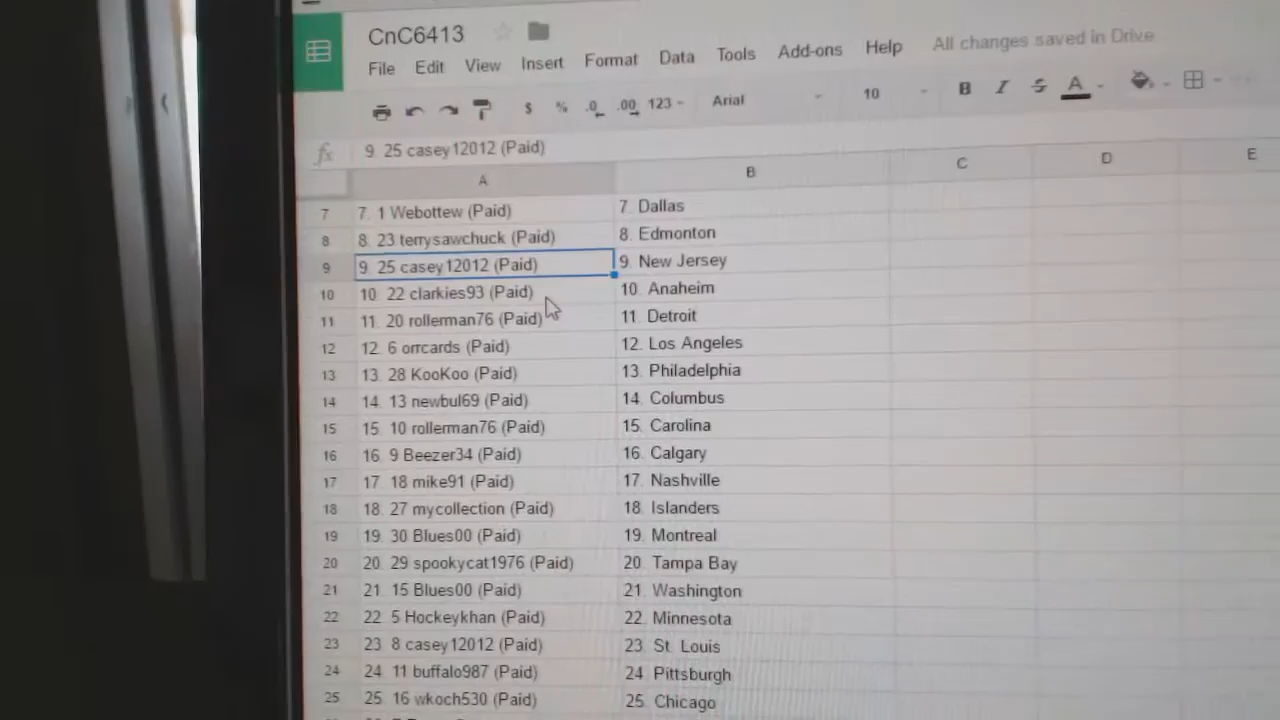 CnC6413
File Edit View Insert Format Data Tools Add-ons Help All changes saved in Drive
$ % .0 .00 123 Arial 10 B I S A
fx 9. 25 casey12012 (Paid)
A B C D E
7 7. 1 Webottew (Paid) 7. Dallas
8 8. 23 terrysawchuck (Paid) 8. Edmonton
9 9. 25 casey12012 (Paid) 9. New Jersey
10 10. 22 clarkies93 (Paid) 10. Anaheim
11 11. 20 rollerman76 (Paid) 11. Detroit
12 12. 6 orrcards (Paid) 12. Los Angeles
13 13. 28 KooKoo (Paid) 13. Philadelphia
14 14. 13 newbul69 (Paid) 14. Columbus
15 15. 10 rollerman76 (Paid) 15. Carolina
16 16. 9 Beezer34 (Paid) 16. Calgary
17 17. 18 mike91 (Paid) 17. Nashville
18 18. 27 mycollection (Paid) 18. Islanders
19 19. 30 Blues00 (Paid) 19. Montreal
20 20. 29 spookycat1976 (Paid) 20. Tampa Bay
21 21. 15 Blues00 (Paid) 21. Washington
22 22. 5 Hockeykhan (Paid) 22. Minnesota
23 23. 8 casey12012 (Paid) 23. St. Louis
24 24. 11 buffalo987 (Paid) 24. Pittsburgh
25 25. 16 wkoch530 (Paid) 25. Chicago